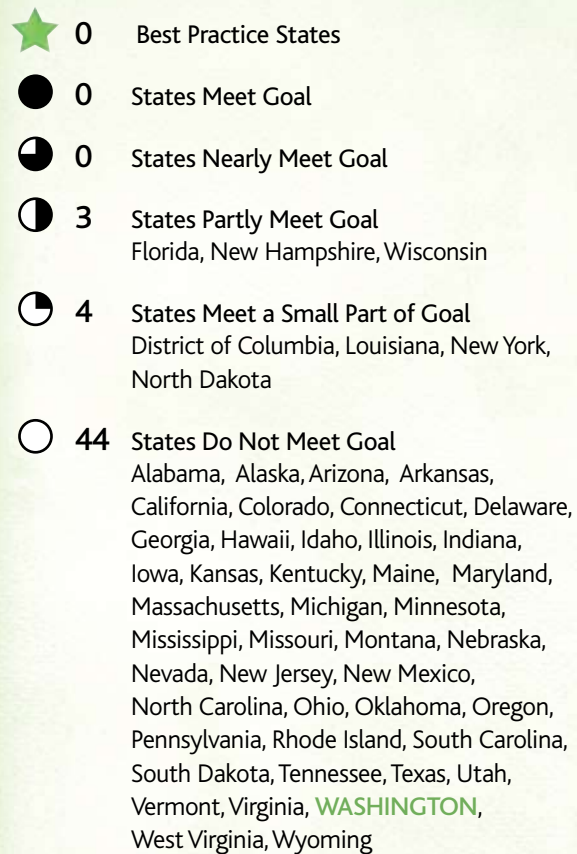 0 Best Practice States
0 States Meet Goal
0 States Nearly Meet Goal
3 States Partly Meet Goal
Florida, New Hampshire, Wisconsin
4 States Meet a Small Part of Goal
District of Columbia, Louisiana, New York,
North Dakota
44 States Do Not Meet Goal
Alabama, Alaska, Arizona, Arkansas,
California, Colorado, Connecticut, Delaware,
Georgia, Hawaii, Idaho, Illinois, Indiana,
Iowa, Kansas, Kentucky, Maine, Maryland,
Massachusetts, Michigan, Minnesota,
Mississippi, Missouri, Montana, Nebraska,
Nevada, New Jersey, New Mexico,
North Carolina, Ohio, Oklahoma, Oregon,
Pennsylvania, Rhode Island, South Carolina,
South Dakota, Tennessee, Texas, Utah,
Vermont, Virginia, WASHINGTON,
West Virginia, Wyoming